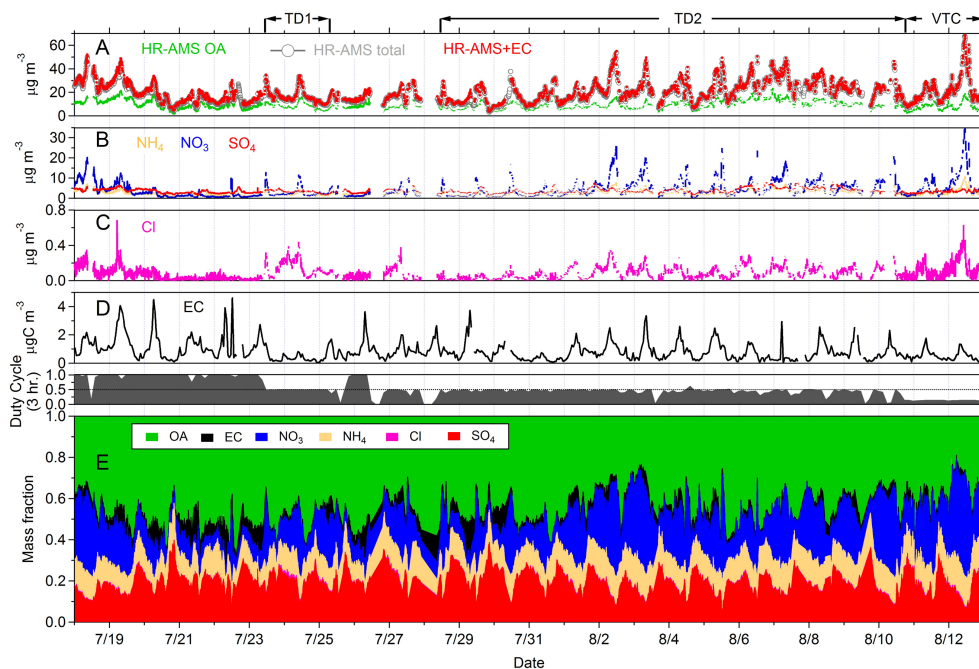 TD1 TD2 VTC
A HR-AMS OA HR-AMS total HR-AMS+EC
µg m⁻³
60
40
20
0
B NH₄ NO₃ SO₄
µg m⁻³
30
20
10
0
C Cl
µg m⁻³
0.8
0.4
0.0
D EC
µgC m⁻³
4
2
0
Duty Cycle
(3 hr.)
1.0
0.5
0.0
E
OA EC NO₃ NH₄ Cl SO₄
Mass fraction
1.0
0.8
0.6
0.4
0.2
0.0
7/19 7/21 7/23 7/25 7/27 7/29 7/31 8/2 8/4 8/6 8/8 8/10 8/12
Date